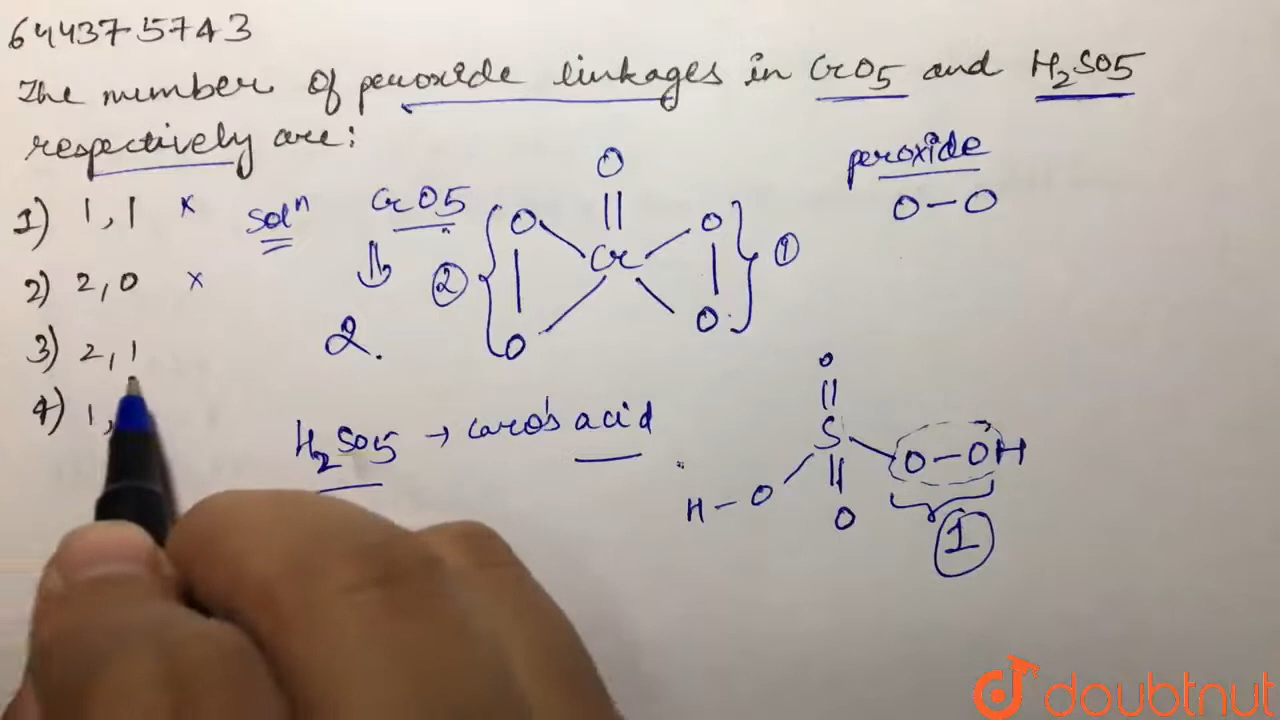 644375743
The number of peroxide linkages in CrO5 and H2SO5
respectively are:
1) 1, 1 x
2) 2, 0 x
3) 2, 1
4) 1,
Solⁿ
CrO5
⇓
2.
O
||
O Cr O
O O
②
①
peroxide
O-O
H2SO5 → caro's acid
O
||
S
||
O
H-O
O-OH
1
doubtnut